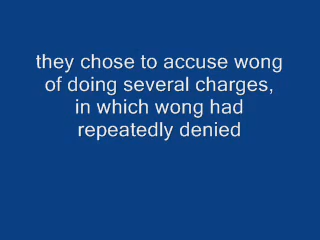 they chose to accuse wong
of doing several charges,
in which wong had
repeatedly denied